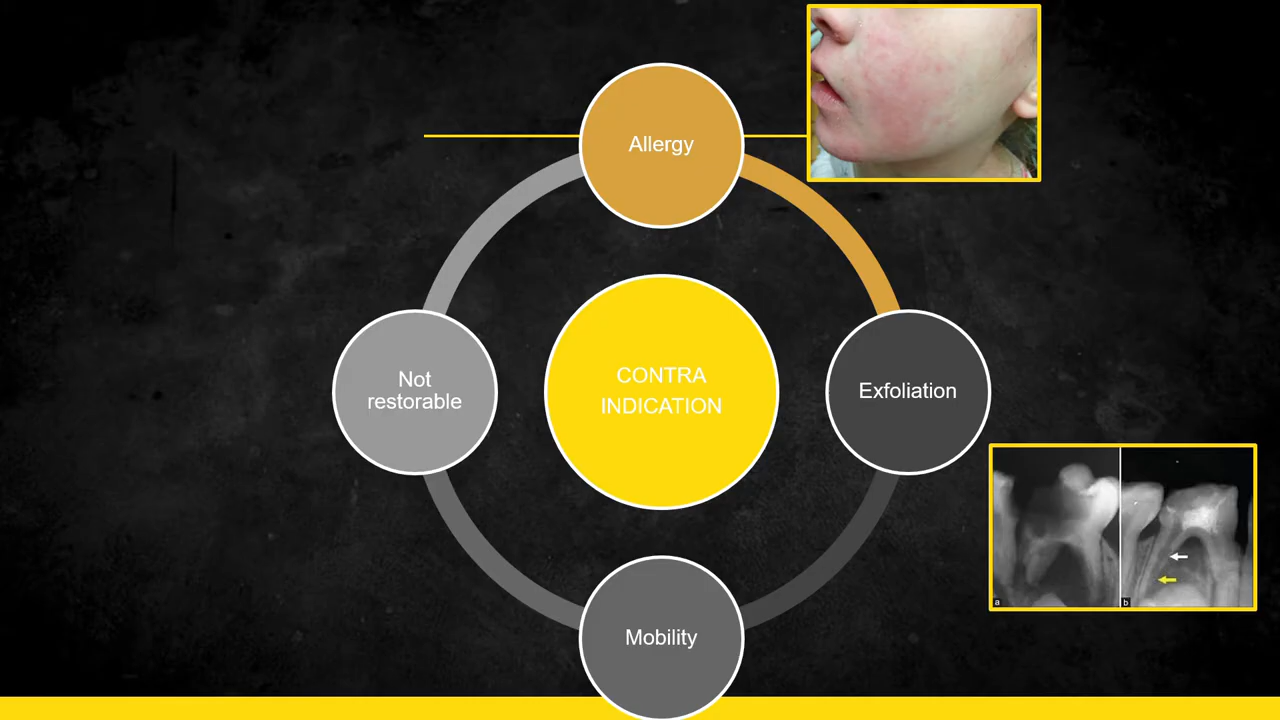 Allergy
Not
restorable
CONTRA
INDICATION
Exfoliation
Mobility
a
b